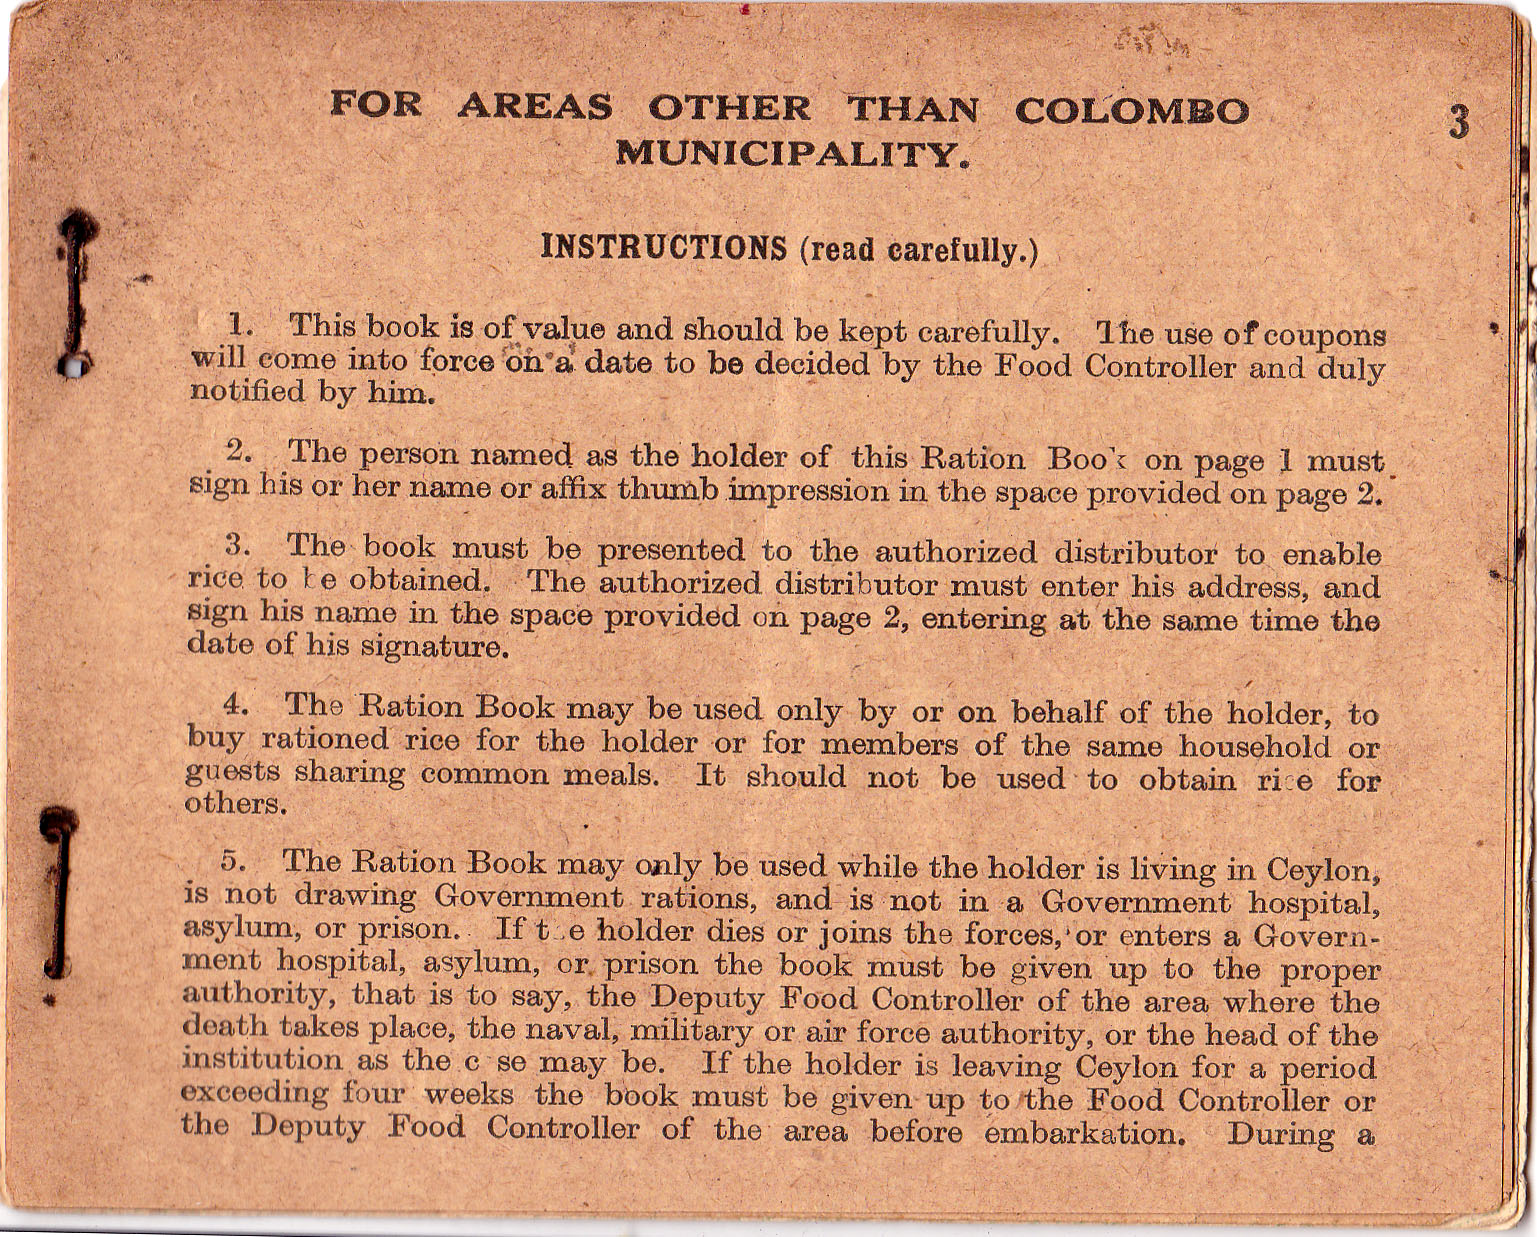 FOR AREAS OTHER THAN COLOMBO
3
MUNICIPALITY.
INSTRUCTIONS (read carefully.)
1. This book is of value and should be kept carefully. The use of coupons
will come into force on a date to be decided by the Food Controller and duly
notified by him.
2. The person named as the holder of this Ration Book on page 1 must
sign his or her name or affix thumb impression in the space provided on page 2.
3. The book must be presented to the authorized distributor to enable
rice to be obtained. The authorized distributor must enter his address, and
sign his name in the space provided on page 2, entering at the same time the
date of his signature.
4. The Ration Book may be used only by or on behalf of the holder, to
buy rationed rice for the holder or for members of the same household or
guests sharing common meals. It should not be used to obtain rice for
others.
5. The Ration Book may only be used while the holder is living in Ceylon,
is not drawing Government rations, and is not in a Government hospital,
asylum, or prison. If the holder dies or joins the forces, or enters a Govern-
ment hospital, asylum, or prison the book must be given up to the proper
authority, that is to say, the Deputy Food Controller of the area where the
death takes place, the naval, military or air force authority, or the head of the
institution as the c se may be. If the holder is leaving Ceylon for a period
exceeding four weeks the book must be given up to the Food Controller or
the Deputy Food Controller of the area before embarkation. During a